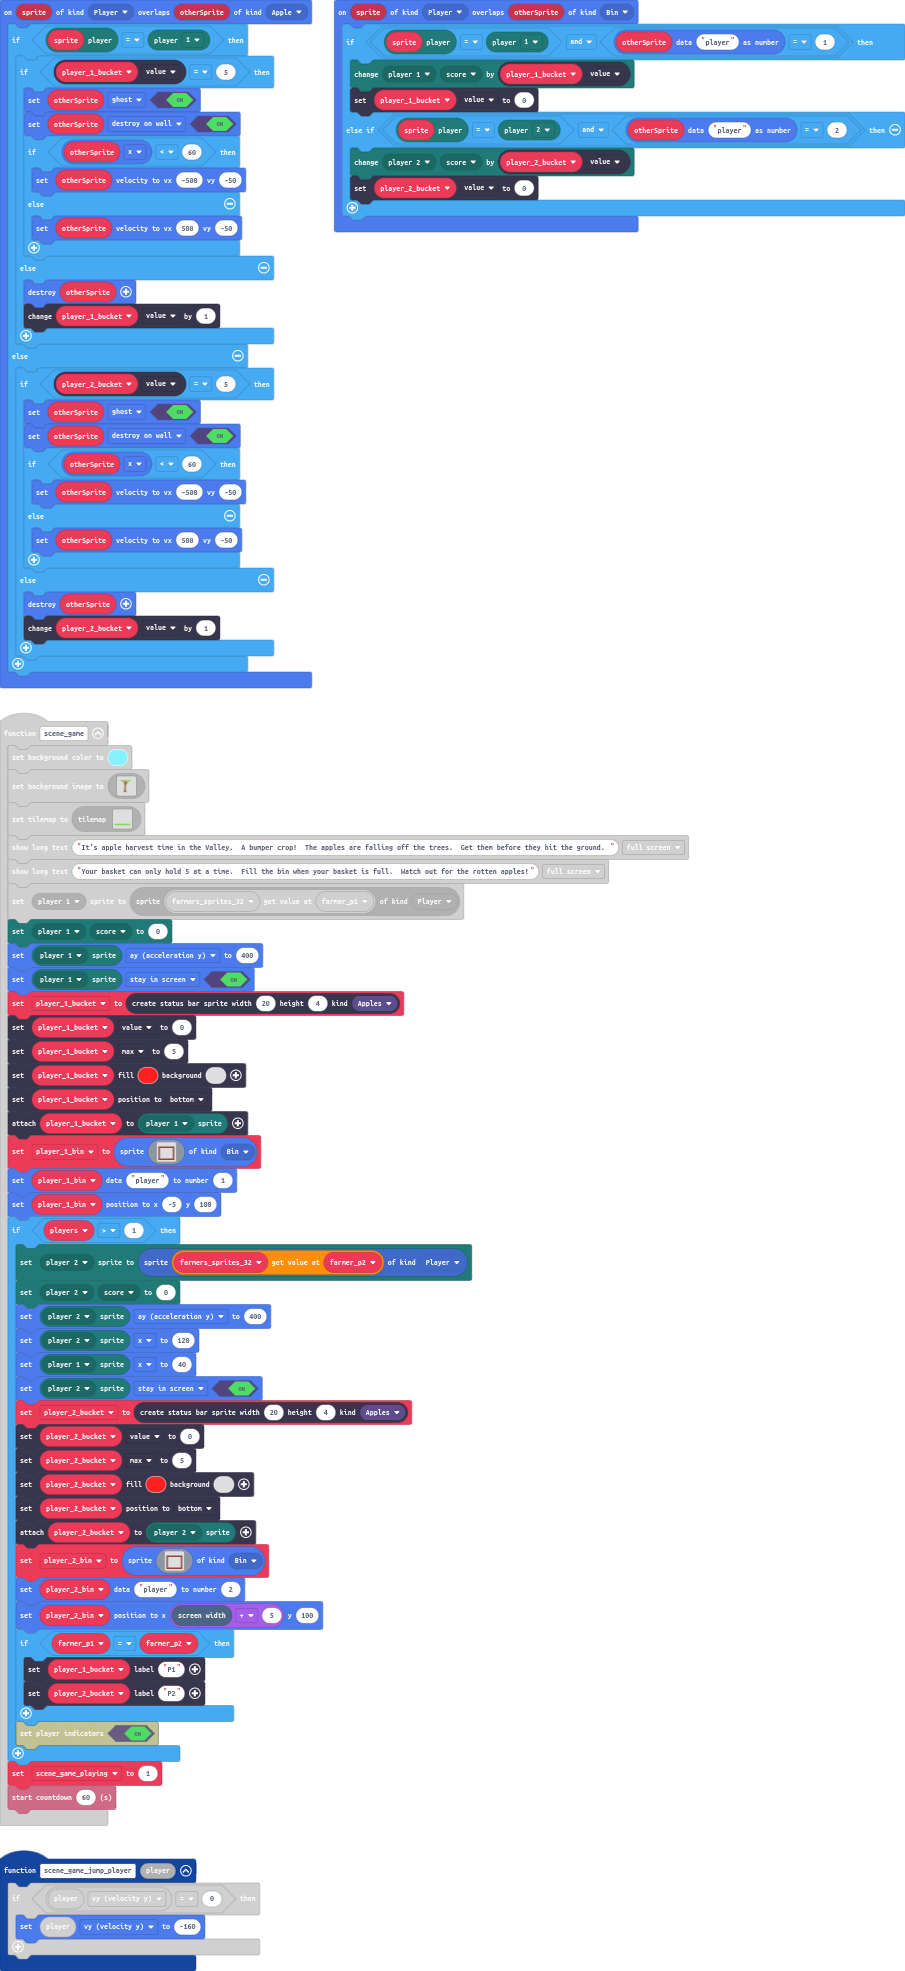 on sprite of kind Player overlaps otherSprite of kind Apple
if sprite player = player 1 then
if player_1_bucket value = 5 then
set otherSprite ghost ON
set otherSprite destroy on wall ON
if otherSprite x < 60 then
set otherSprite velocity to vx -500 vy -50
else
set otherSprite velocity to vx 500 vy -50
else
destroy otherSprite
change player_1_bucket value by 1
else
if player_2_bucket value = 5 then
set otherSprite ghost ON
set otherSprite destroy on wall ON
if otherSprite x < 60 then
set otherSprite velocity to vx -500 vy -50
else
set otherSprite velocity to vx 500 vy -50
else
destroy otherSprite
change player_2_bucket value by 1
on sprite of kind Player overlaps otherSprite of kind Bin
if sprite player = player 1 and otherSprite data "player" as number = 1 then
change player 1 score by player_1_bucket value
set player_1_bucket value to 0
else if sprite player = player 2 and otherSprite data "player" as number = 2 then
change player 2 score by player_2_bucket value
set player_2_bucket value to 0
function scene_game
set background color to
set background image to
set tilemap to tilemap
show long text "It's apple harvest time in the Valley. A bumper crop! The apples are falling off the trees. Get them before they hit the ground. " full screen
show long text "Your basket can only hold 5 at a time. Fill the bin when your basket is full. Watch out for the rotten apples!" full screen
set player 1 sprite to sprite farmers_sprites_32 get value at farmer_p1 of kind Player
set player 1 score to 0
set player 1 sprite ay (acceleration y) to 400
set player 1 sprite stay in screen ON
set player_1_bucket to create status bar sprite width 20 height 4 kind Apples
set player_1_bucket value to 0
set player_1_bucket max to 5
set player_1_bucket fill background
set player_1_bucket position to bottom
attach player_1_bucket to player 1 sprite
set player_1_bin to sprite of kind Bin
set player_1_bin data "player" to number 1
set player_1_bin position to x -5 y 100
if players > 1 then
set player 2 sprite to sprite farmers_sprites_32 get value at farmer_p2 of kind Player
set player 2 score to 0
set player 2 sprite ay (acceleration y) to 400
set player 2 sprite x to 120
set player 1 sprite x to 40
set player 2 sprite stay in screen ON
set player_2_bucket to create status bar sprite width 20 height 4 kind Apples
set player_2_bucket value to 0
set player_2_bucket max to 5
set player_2_bucket fill background
set player_2_bucket position to bottom
attach player_2_bucket to player 2 sprite
set player_2_bin to sprite of kind Bin
set player_2_bin data "player" to number 2
set player_2_bin position to x screen width + 5 y 100
if farmer_p1 = farmer_p2 then
set player_1_bucket label "P1"
set player_2_bucket label "P2"
set player indicators ON
set scene_game_playing to 1
start countdown 60 (s)
function scene_game_jump_player player
if player vy (velocity y) = 0 then
set player vy (velocity y) to -160